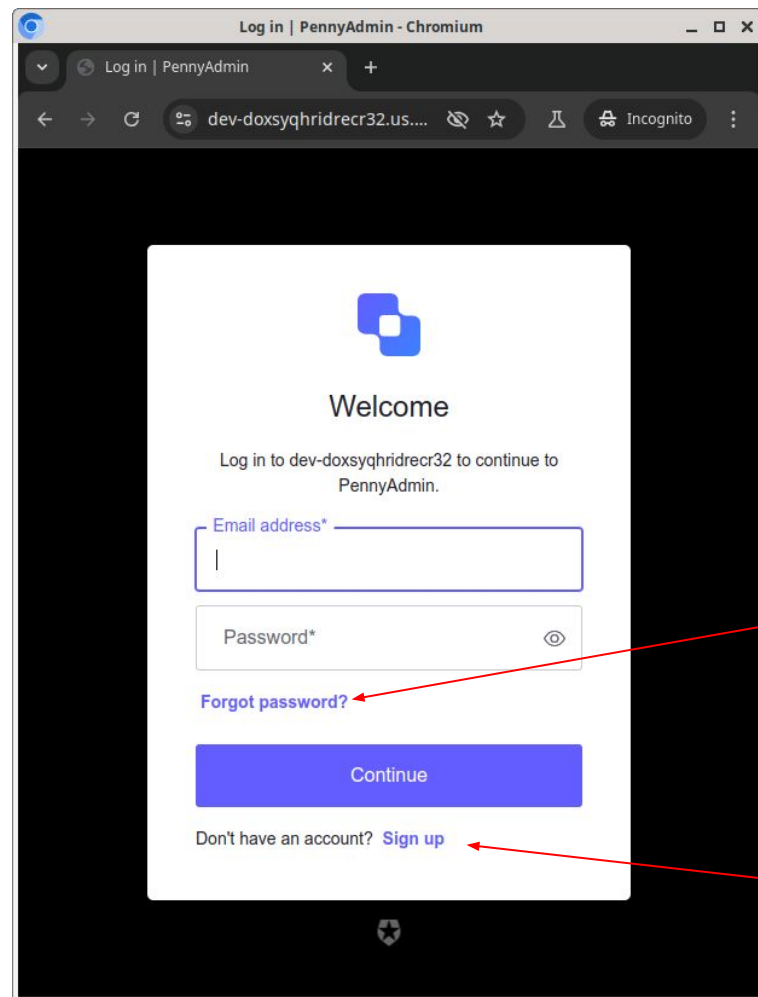 Log in | PennyAdmin - Chromium
Log in | PennyAdmin
dev-doxsyqhridrecr32.us....
Incognito
Welcome
Log in to dev-doxsyqhridrecr32 to continue to
PennyAdmin.
Email address*
Password*
Forgot password?
Continue
Don't have an account? Sign up